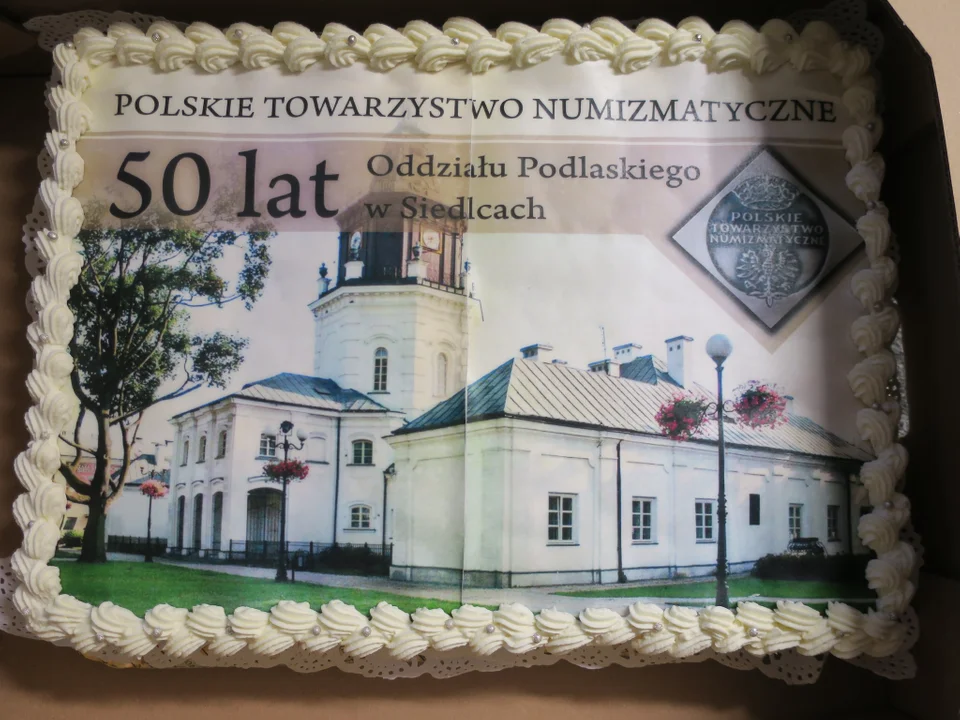 POLSKIE TOWARZYSTWO NUMIZMATYCZNE
50 lat
Oddziału Podlaskiego
w Siedlcach
POLSKIE
TOWARZYSTWO
NUMIZMATYCZNE